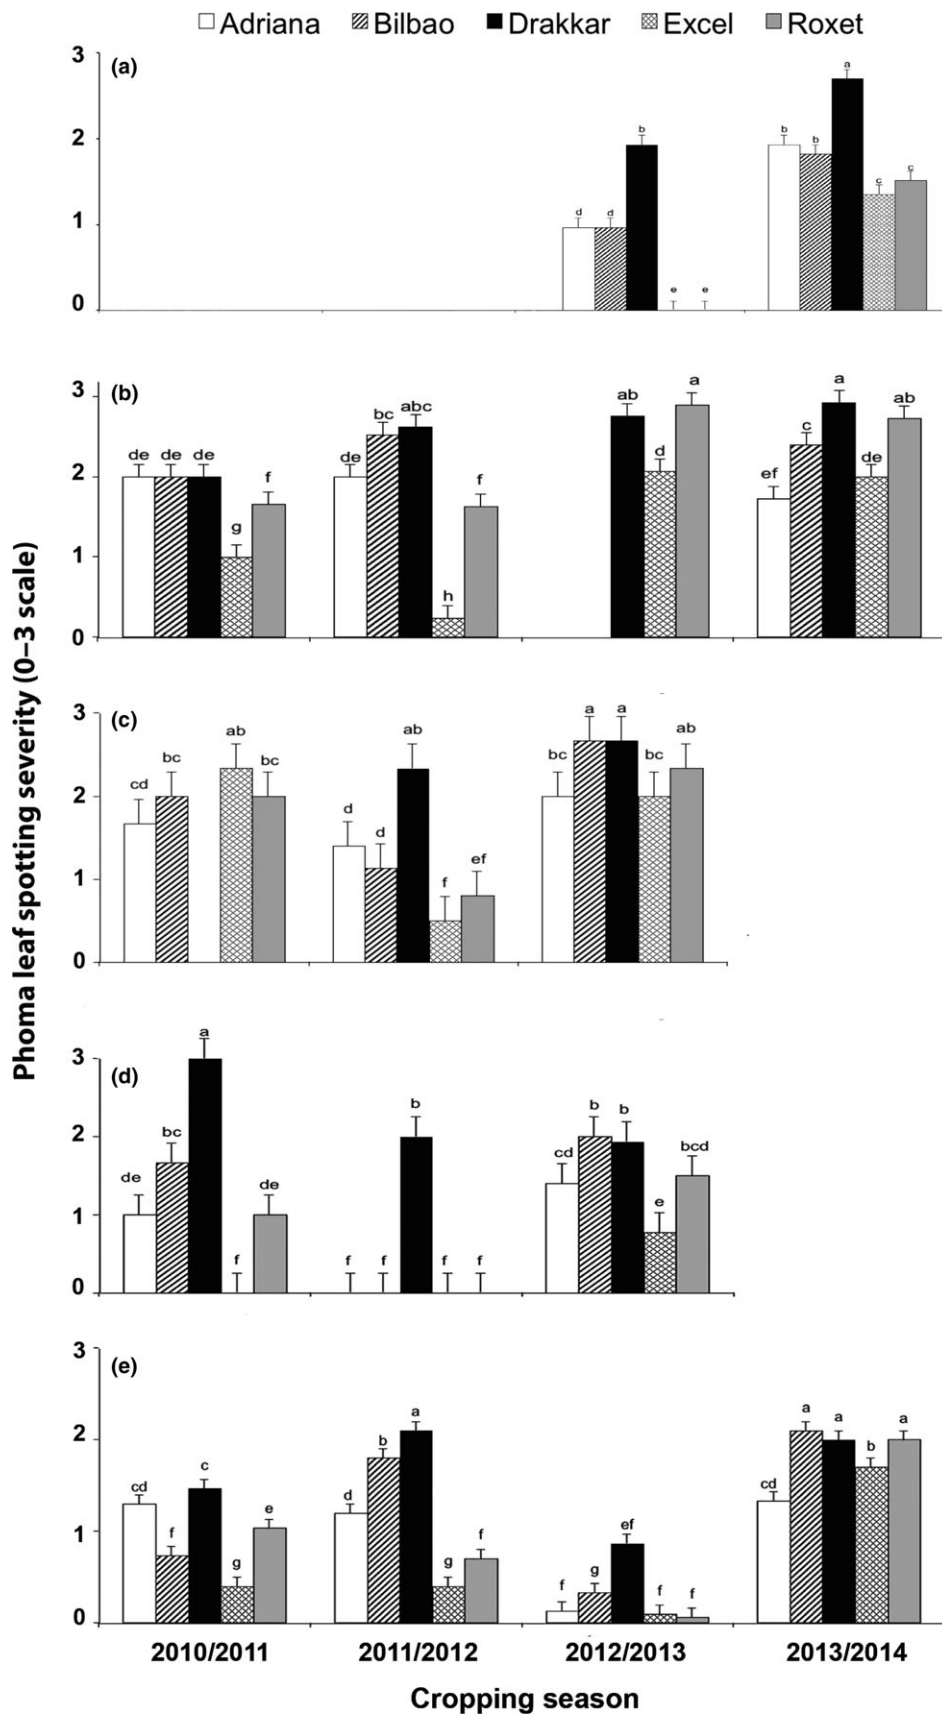 Adriana Bilbao Drakkar Excel Roxet
Phoma leaf spotting severity (0–3 scale)
(a)
3
2
1
0
d d b e e
b b a c c
(b)
3
2
1
0
de de de g f
de bc abc h f
ab d a
ef c a de ab
(c)
3
2
1
0
cd bc ab bc
d d ab f ef
bc a a bc ab
(d)
3
2
1
0
de bc a f de
f f b f f
cd b b e bcd
(e)
3
2
1
0
cd f c g e
d b a g f
f g ef f f
cd a a b a
2010/2011 2011/2012 2012/2013 2013/2014
Cropping season